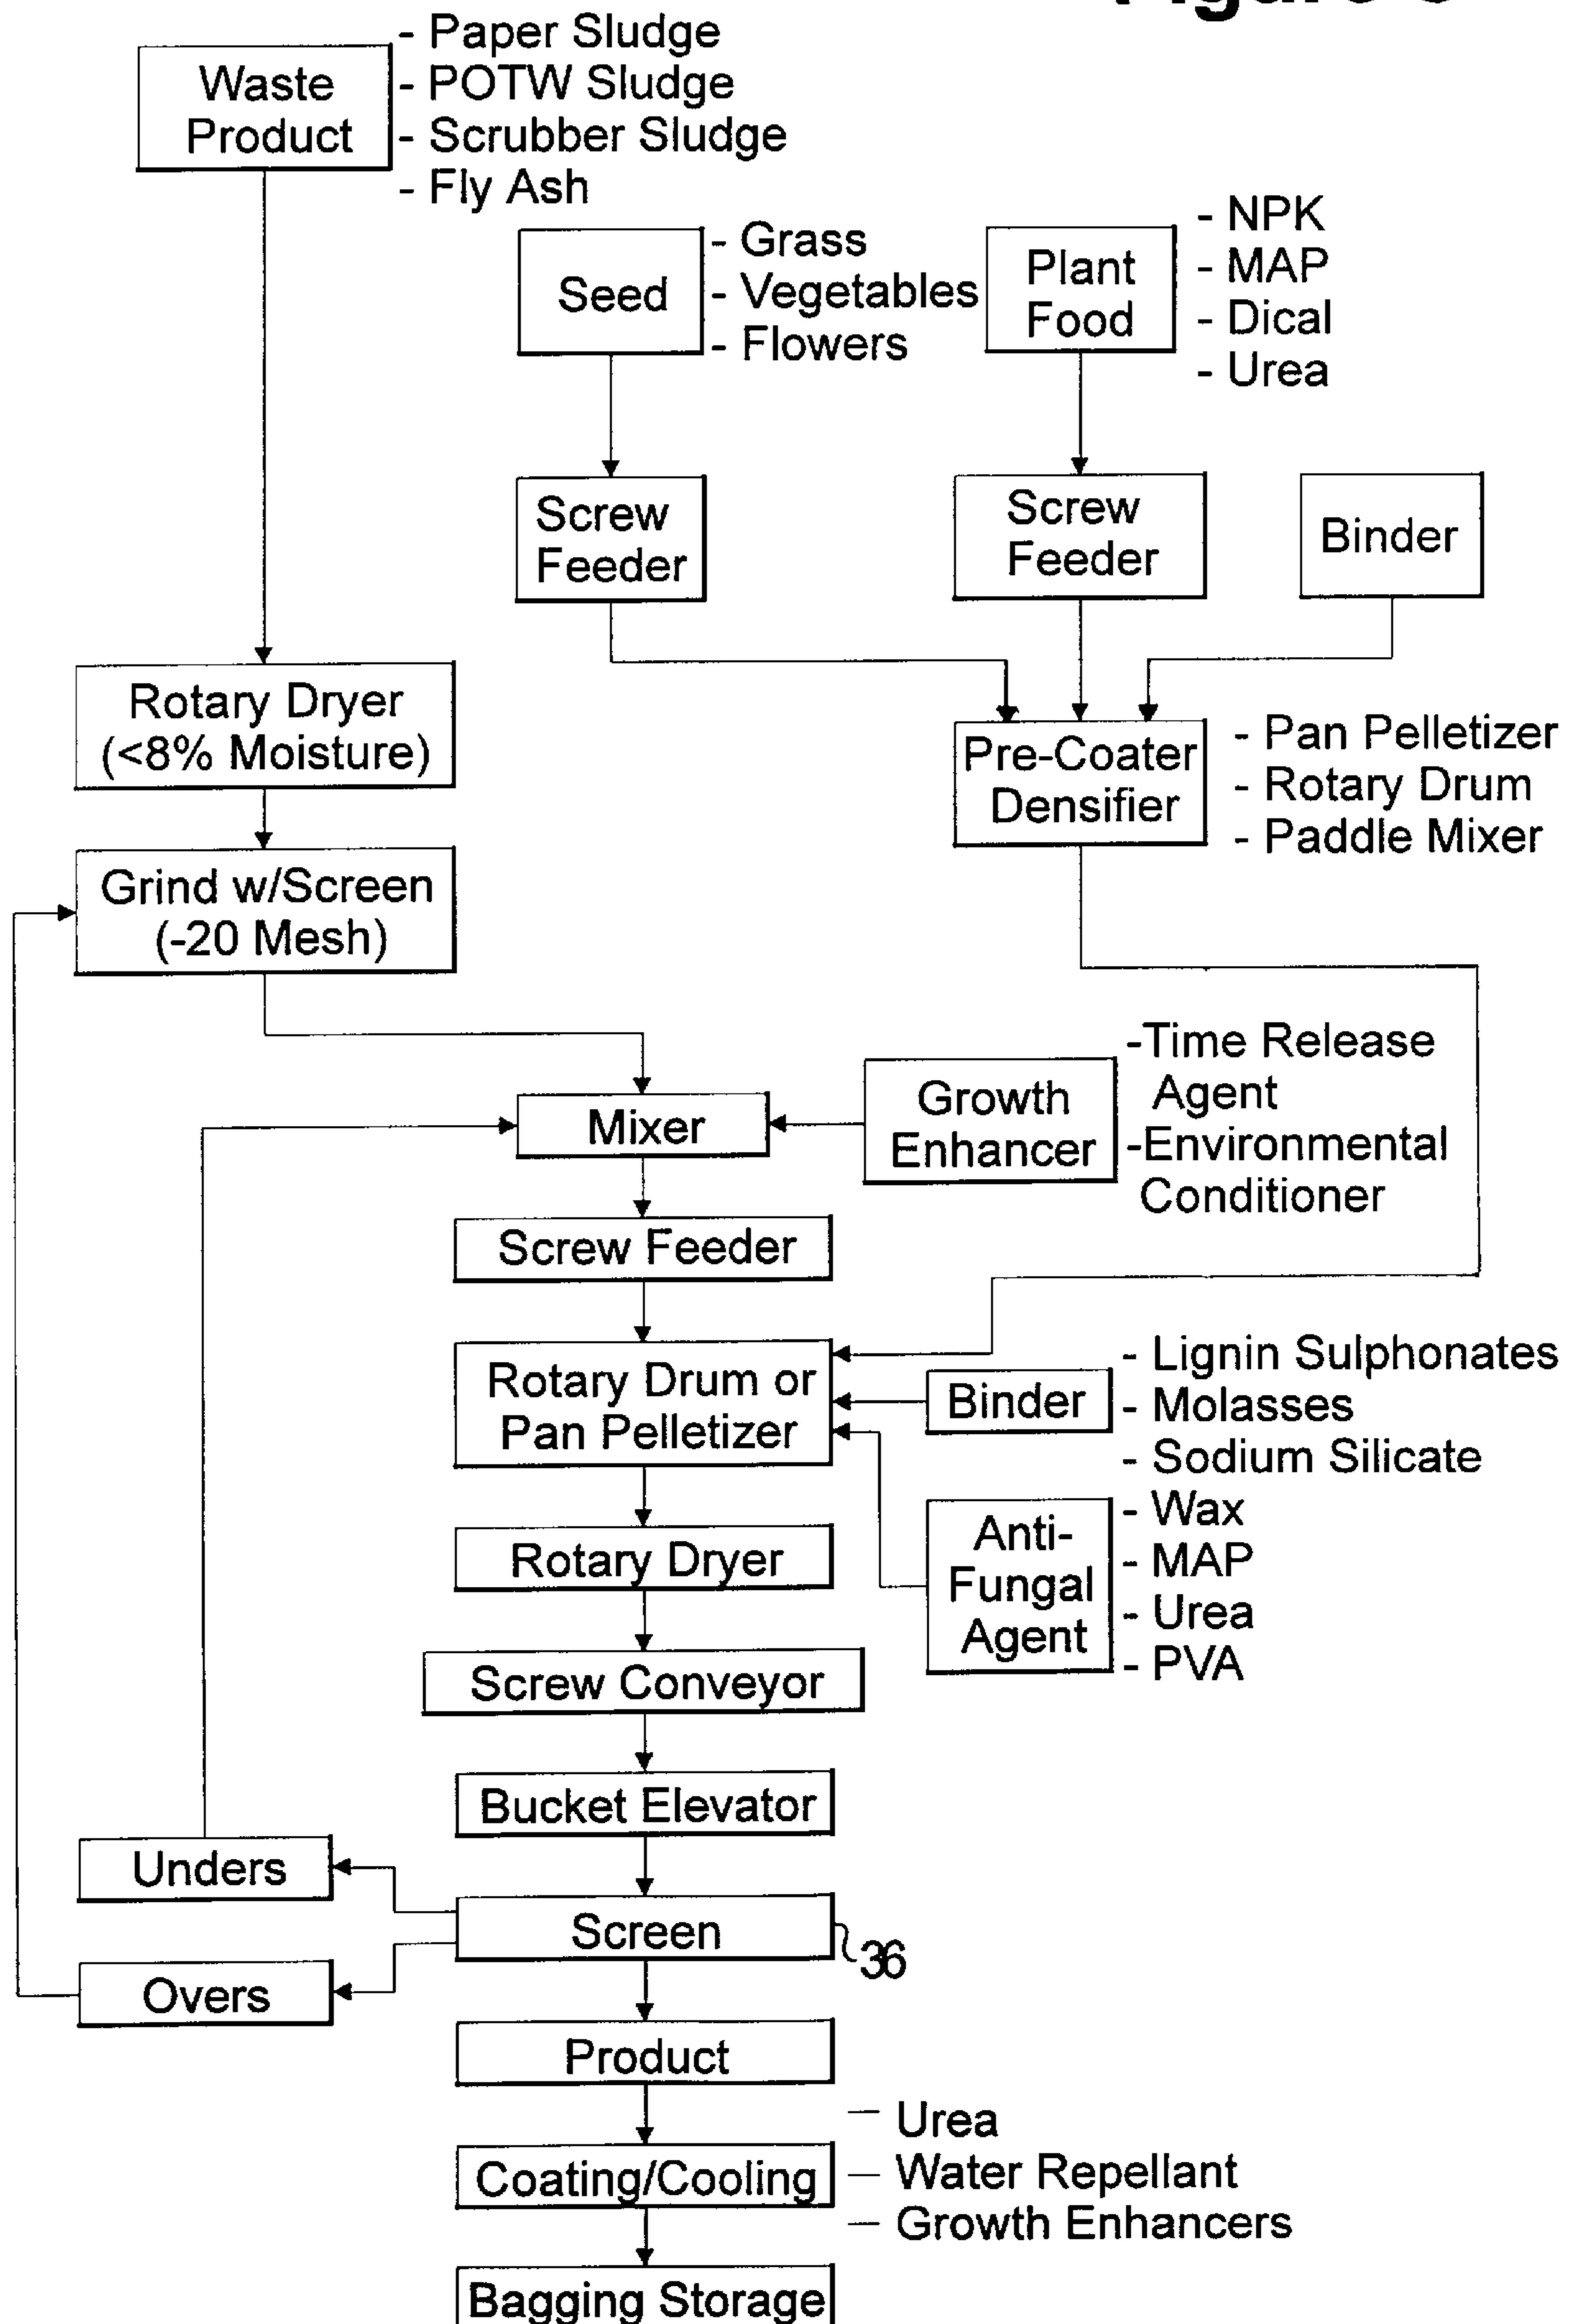 - Paper Sludge
Waste
Product
- POTW Sludge
- Scrubber Sludge
- Fly Ash
Seed
- Grass
- Vegetables
- Flowers
Plant
Food
- NPK
- MAP
- Dical
- Urea
Screw
Feeder
Screw
Feeder
Binder
Rotary Dryer
(<8% Moisture)
Pre-Coater
Densifier
- Pan Pelletizer
- Rotary Drum
- Paddle Mixer
Grind w/Screen
(-20 Mesh)
Mixer
Growth
Enhancer
-Time Release
Agent
-Environmental
Conditioner
Screw Feeder
Rotary Drum or
Pan Pelletizer
Binder
- Lignin Sulphonates
- Molasses
- Sodium Silicate
- Wax
- MAP
- Urea
- PVA
Anti-
Fungal
Agent
Rotary Dryer
Screw Conveyor
Bucket Elevator
Unders
Screen
36
Overs
Product
Coating/Cooling
— Urea
— Water Repellant
— Growth Enhancers
Bagging Storage